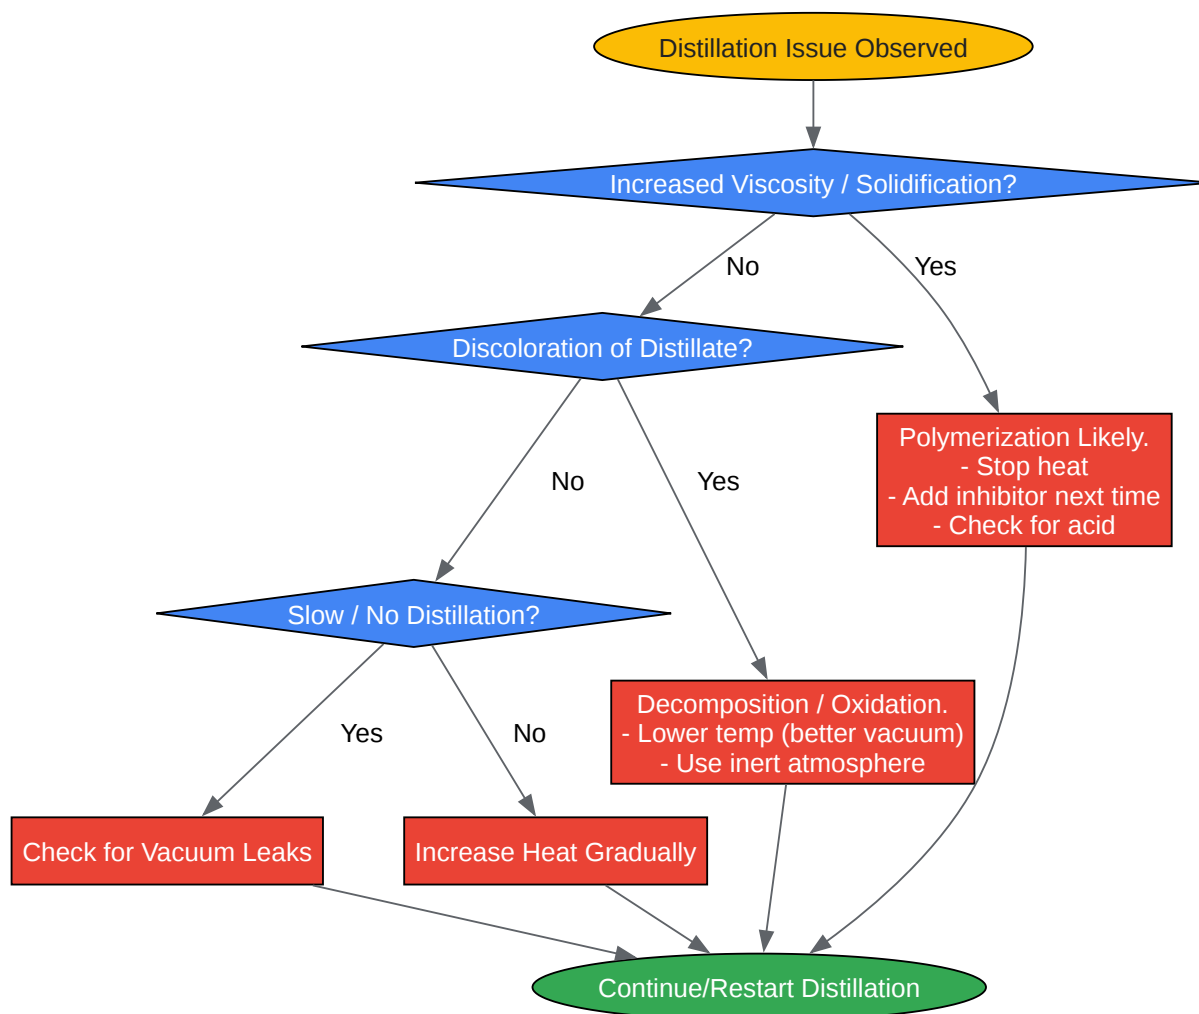 Distillation Issue Observed
Increased Viscosity / Solidification?
No
Yes
Discoloration of Distillate?
Polymerization Likely.
- Stop heat
- Add inhibitor next time
- Check for acid
No
Yes
Slow / No Distillation?
Decomposition / Oxidation.
- Lower temp (better vacuum)
- Use inert atmosphere
Yes
No
Check for Vacuum Leaks
Increase Heat Gradually
Continue/Restart Distillation